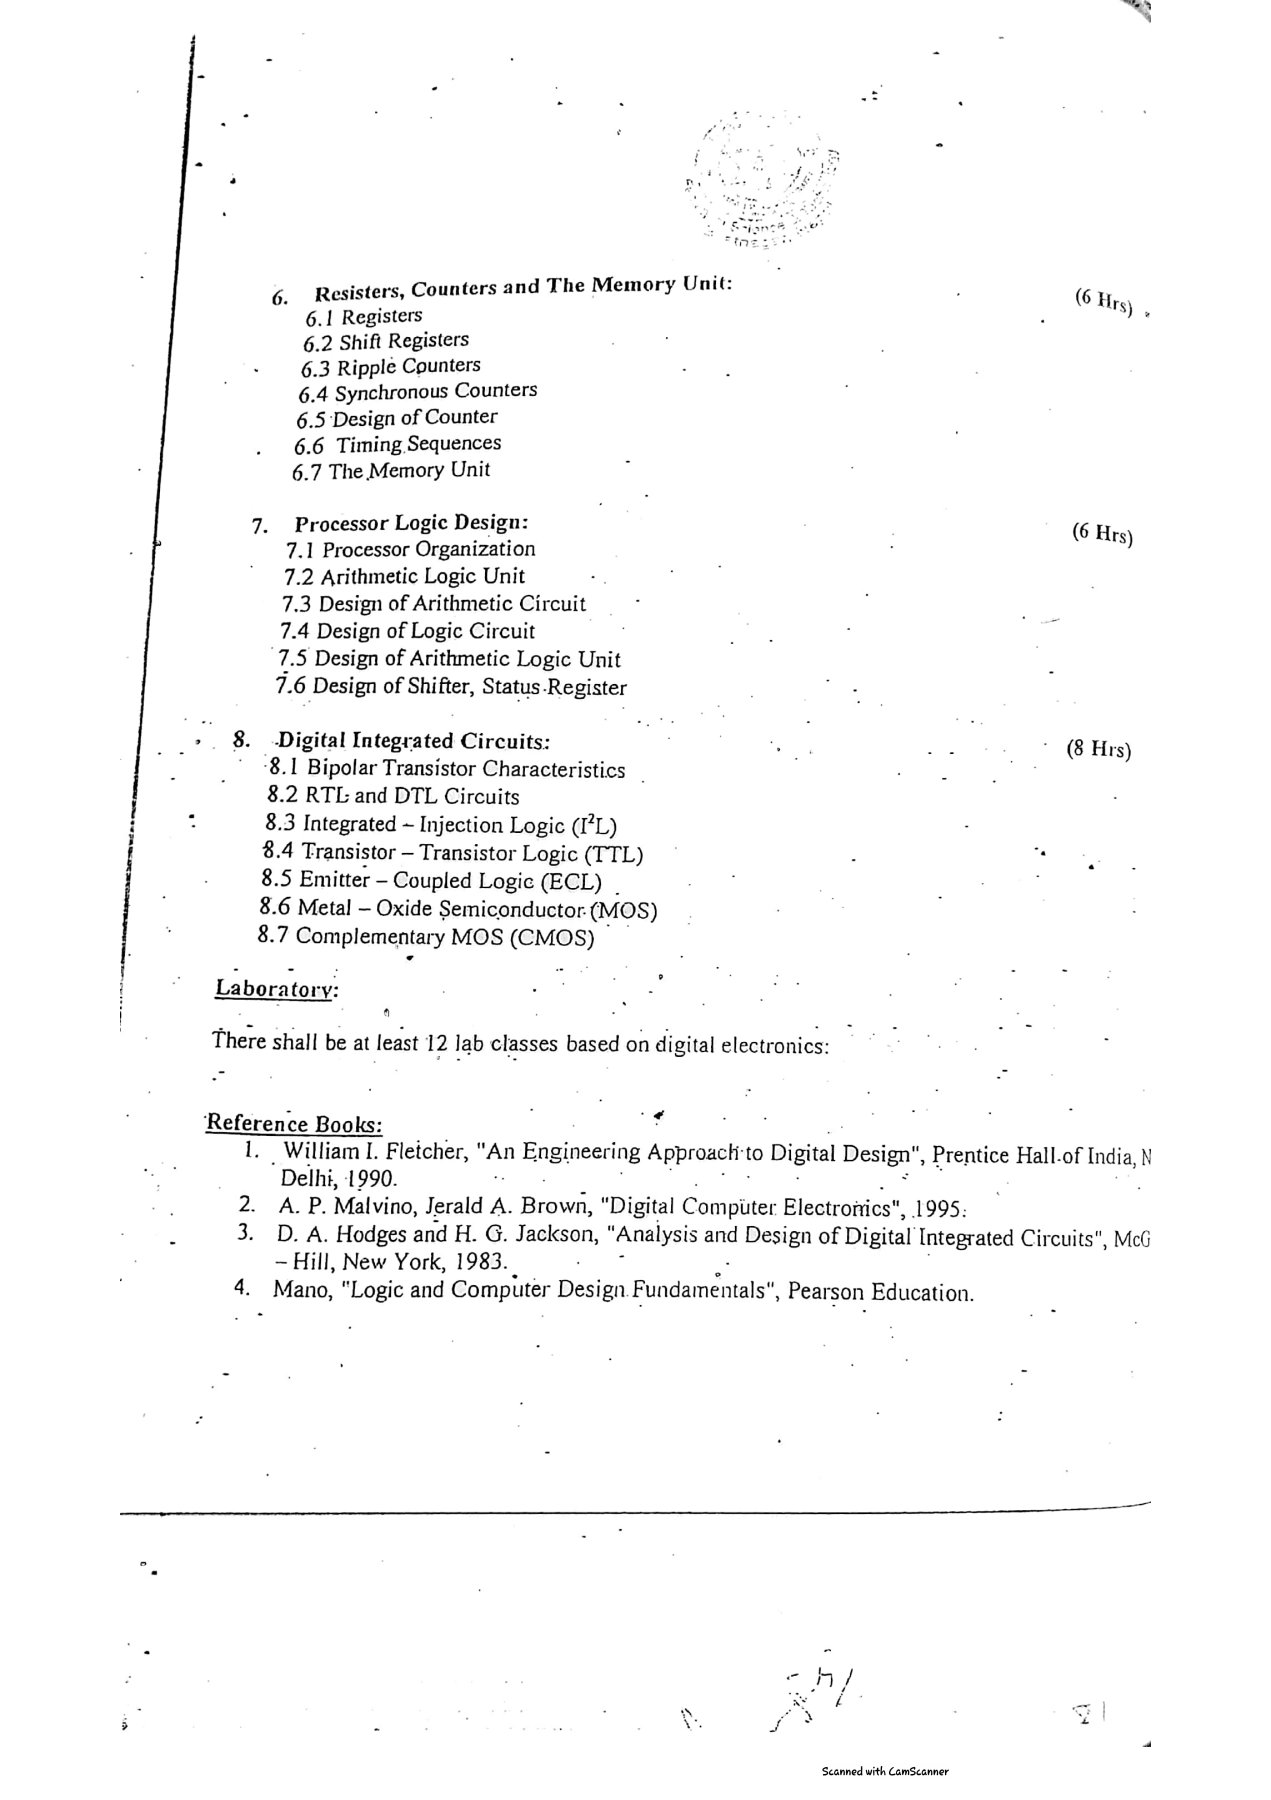 6. Resisters, Counters and The Memory Unit: (6 Hrs)
6.1 Registers
6.2 Shift Registers
6.3 Ripple Counters
6.4 Synchronous Counters
6.5 Design of Counter
6.6 Timing Sequences
6.7 The Memory Unit
7. Processor Logic Design: (6 Hrs)
7.1 Processor Organization
7.2 Arithmetic Logic Unit
7.3 Design of Arithmetic Circuit
7.4 Design of Logic Circuit
7.5 Design of Arithmetic Logic Unit
7.6 Design of Shifter, Status Register
8. Digital Integrated Circuits: (8 Hrs)
8.1 Bipolar Transistor Characteristics
8.2 RTL and DTL Circuits
8.3 Integrated – Injection Logic (I²L)
8.4 Transistor – Transistor Logic (TTL)
8.5 Emitter – Coupled Logic (ECL)
8.6 Metal – Oxide Semiconductor (MOS)
8.7 Complementary MOS (CMOS)
Laboratory:
There shall be at least 12 lab classes based on digital electronics:
Reference Books:
1. William I. Fletcher, "An Engineering Approach to Digital Design", Prentice Hall of India, N
Delhi, 1990.
2. A. P. Malvino, Jerald A. Brown, "Digital Computer Electronics", 1995.
3. D. A. Hodges and H. G. Jackson, "Analysis and Design of Digital Integrated Circuits", McG
– Hill, New York, 1983.
4. Mano, "Logic and Computer Design Fundamentals", Pearson Education.
Scanned with CamScanner